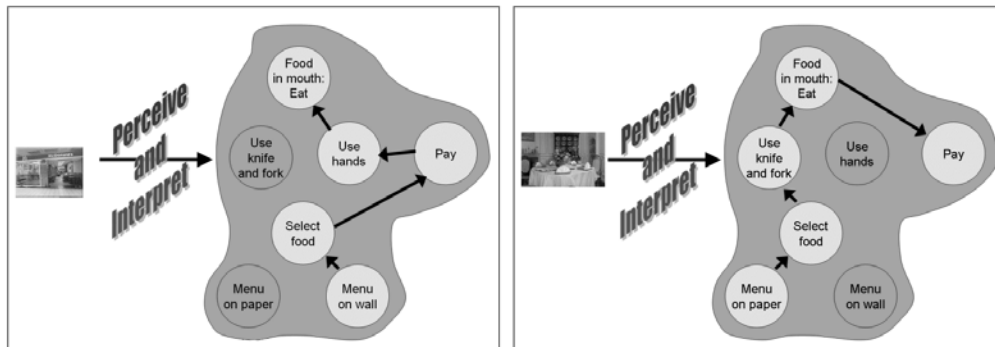 Perceive
and
Interpret
Food
in mouth:
Eat
Use
knife
and fork
Use
hands
Pay
Select
food
Menu
on paper
Menu
on wall
Perceive
and
Interpret
Food
in mouth:
Eat
Use
knife
and fork
Use
hands
Pay
Select
food
Menu
on paper
Menu
on wall